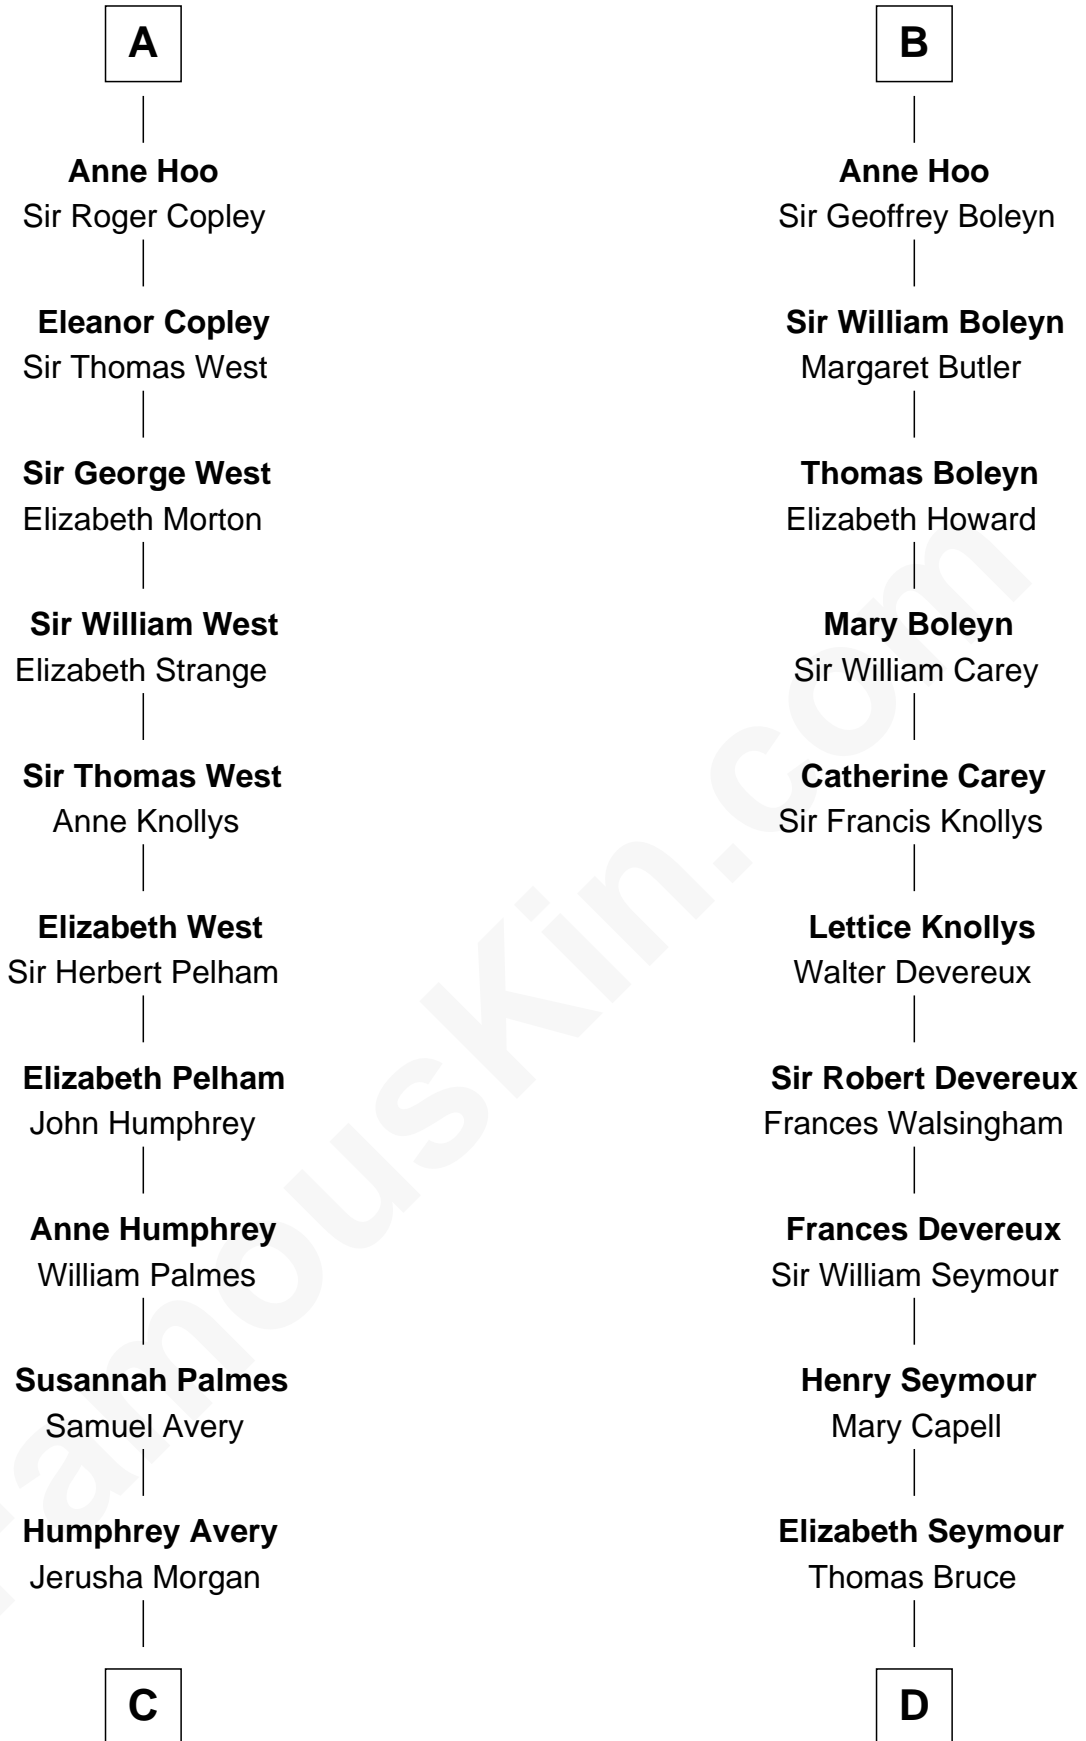 A
Anne Hoo
Sir Roger Copley
Eleanor Copley
Sir Thomas West
Sir George West
Elizabeth Morton
Sir William West
Elizabeth Strange
Sir Thomas West
Anne Knollys
Elizabeth West
Sir Herbert Pelham
Elizabeth Pelham
John Humphrey
Anne Humphrey
William Palmes
Susannah Palmes
Samuel Avery
Humphrey Avery
Jerusha Morgan
C
B
Anne Hoo
Sir Geoffrey Boleyn
Sir William Boleyn
Margaret Butler
Thomas Boleyn
Elizabeth Howard
Mary Boleyn
Sir William Carey
Catherine Carey
Sir Francis Knollys
Lettice Knollys
Walter Devereux
Sir Robert Devereux
Frances Walsingham
Frances Devereux
Sir William Seymour
Henry Seymour
Mary Capell
Elizabeth Seymour
Thomas Bruce
D
FamousKin.com